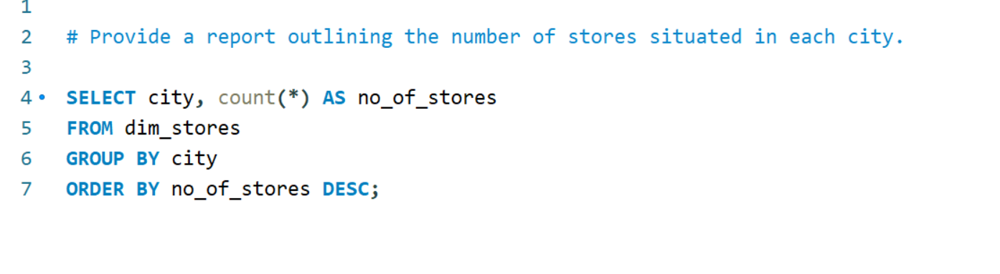 1
2 # Provide a report outlining the number of stores situated in each city.
3
4 • SELECT city, count(*) AS no_of_stores
5 FROM dim_stores
6 GROUP BY city
7 ORDER BY no_of_stores DESC;